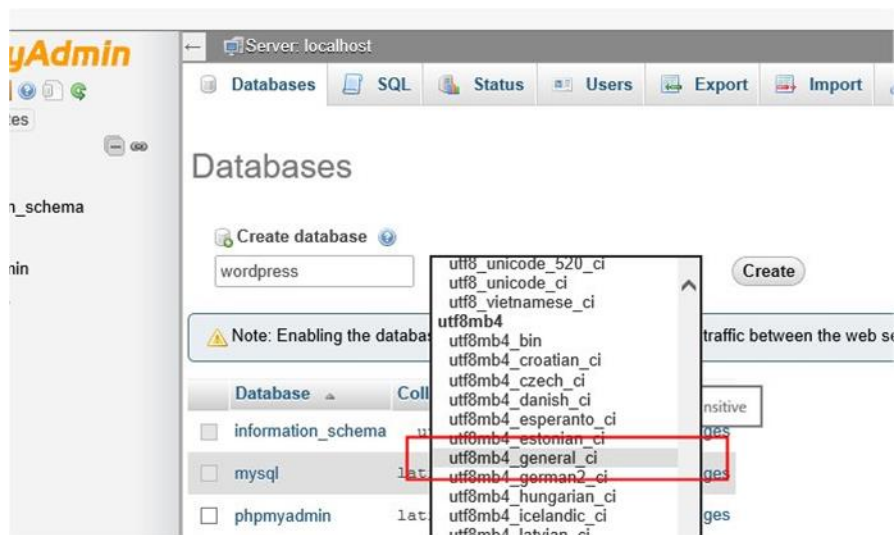 yAdmin
Server: localhost
Databases SQL Status Users Export Import
tes
n_schema
nin
Databases
Create database
wordpress
Create
utf8_unicode_520_ci
utf8_unicode_ci
utf8_vietnamese_ci
utf8mb4
utf8mb4_bin
utf8mb4_croatian_ci
utf8mb4_czech_ci
utf8mb4_danish_ci
utf8mb4_esperanto_ci
utf8mb4_estonian_ci
utf8mb4_general_ci
utf8mb4_german2_ci
utf8mb4_hungarian_ci
utf8mb4_icelandic_ci
utf8mb4_latvian_ci
Note: Enabling the databas traffic between the web se
Database Coll
nsitive
information_schema u ges
mysql lat ges
phpmyadmin lat ges